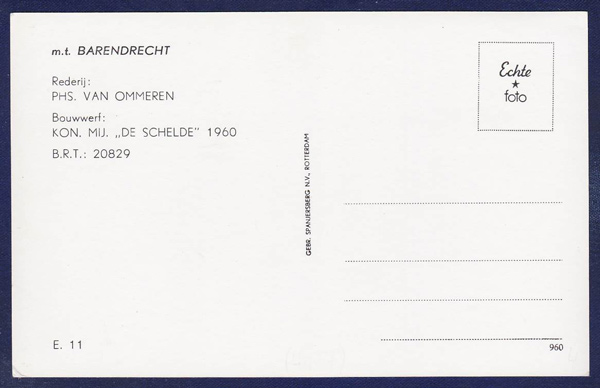 m.t. BARENDRECHT
Rederij:
PHS. VAN OMMEREN
Bouwwerf:
KON. MIJ. „DE SCHELDE” 1960
B.R.T.: 20829
E. 11
GEBR. SPANJERSBERG N.V., ROTTERDAM
Echte
foto
960